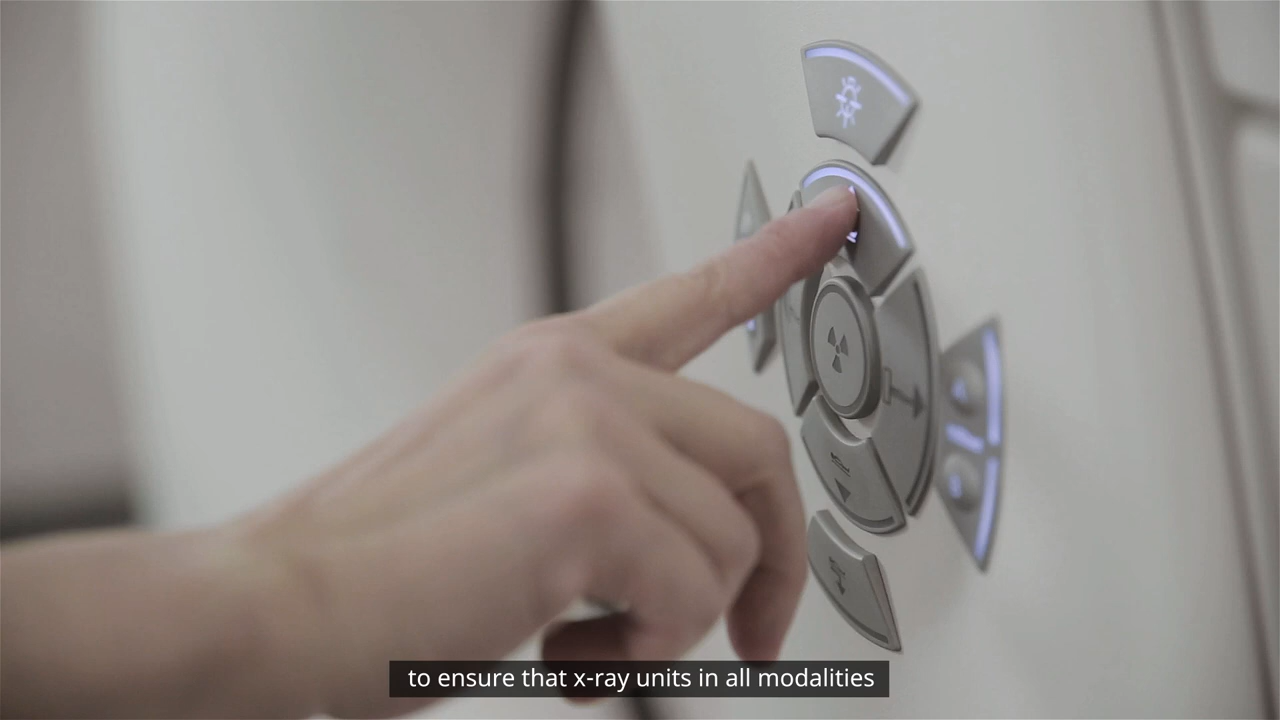 to ensure that x-ray units in all modalities